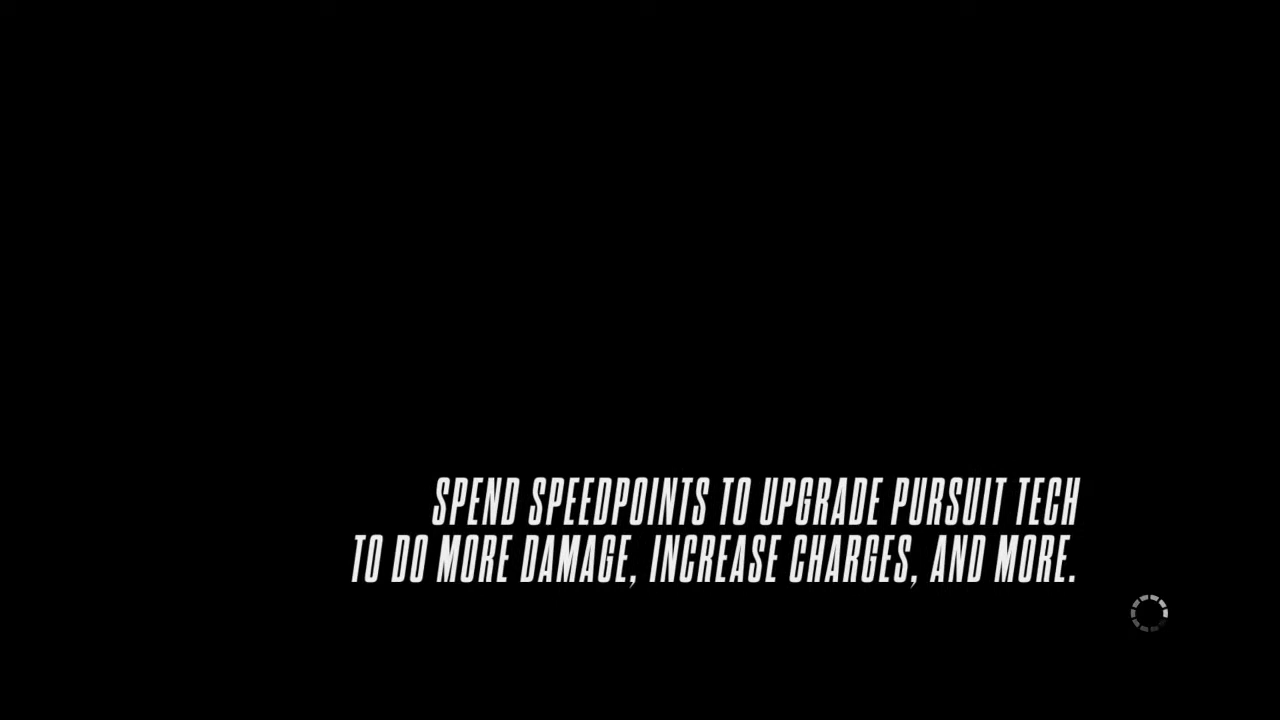 SPEND SPEEDPOINTS TO UPGRADE PURSUIT TECH
TO DO MORE DAMAGE, INCREASE CHARGES, AND MORE.